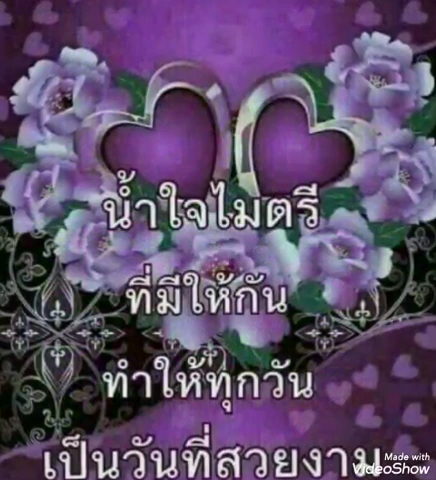 น้ำใจไมตรี
ที่มีให้กัน
ทำให้ทุกวัน
เป็นวันที่สวยงาม
Made with
VideoShow